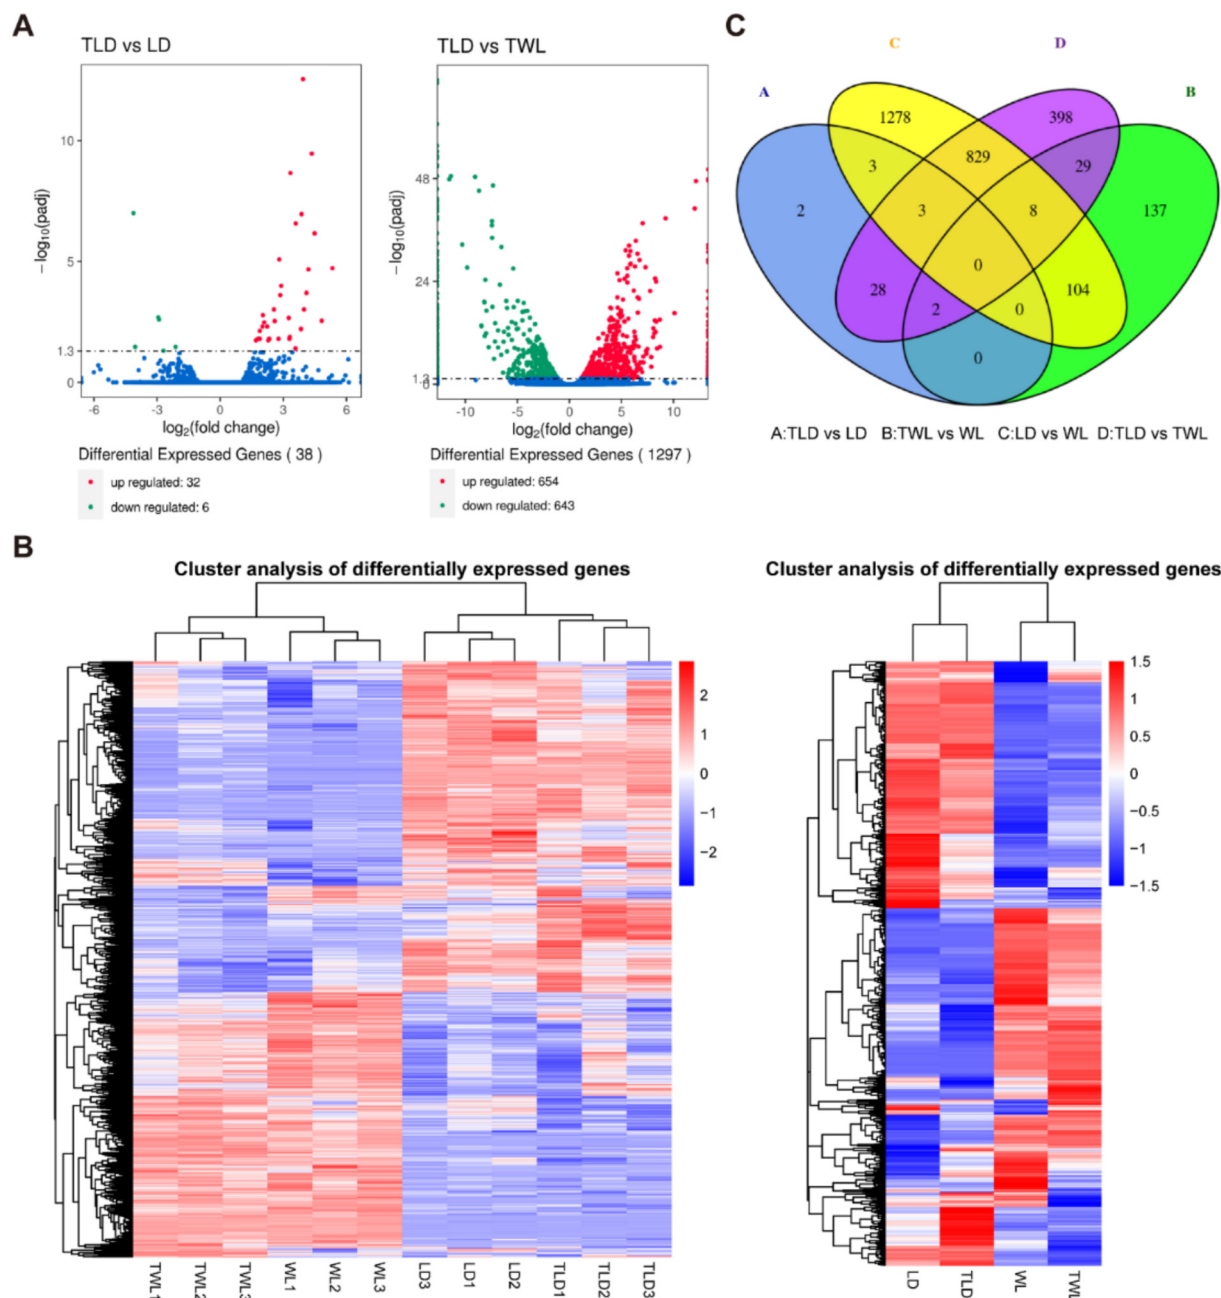 A
TLD vs LD
−log10(padj)
10
5
1.3
0
-6
-3
0
3
6
log2(fold change)
Differential Expressed Genes ( 38 )
up regulated: 32
down regulated: 6
TLD vs TWL
−log10(padj)
48
24
-10
-5
0
5
10
log2(fold change)
Differential Expressed Genes ( 1297 )
up regulated: 654
down regulated: 643
C
C
D
A
B
1278
398
829
3
29
2
3
8
137
0
28
2
0
104
0
A:TLD vs LD B:TWL vs WL C:LD vs WL D:TLD vs TWL
B
Cluster analysis of differentially expressed genes
2
1
0
−1
−2
TWL1
TWL2
TWL3
WL1
WL2
WL3
LD3
LD1
LD2
TLD1
TLD2
TLD3
Cluster analysis of differentially expressed genes
1.5
1
0.5
0
−0.5
−1
−1.5
LD
TLD
WL
TWL